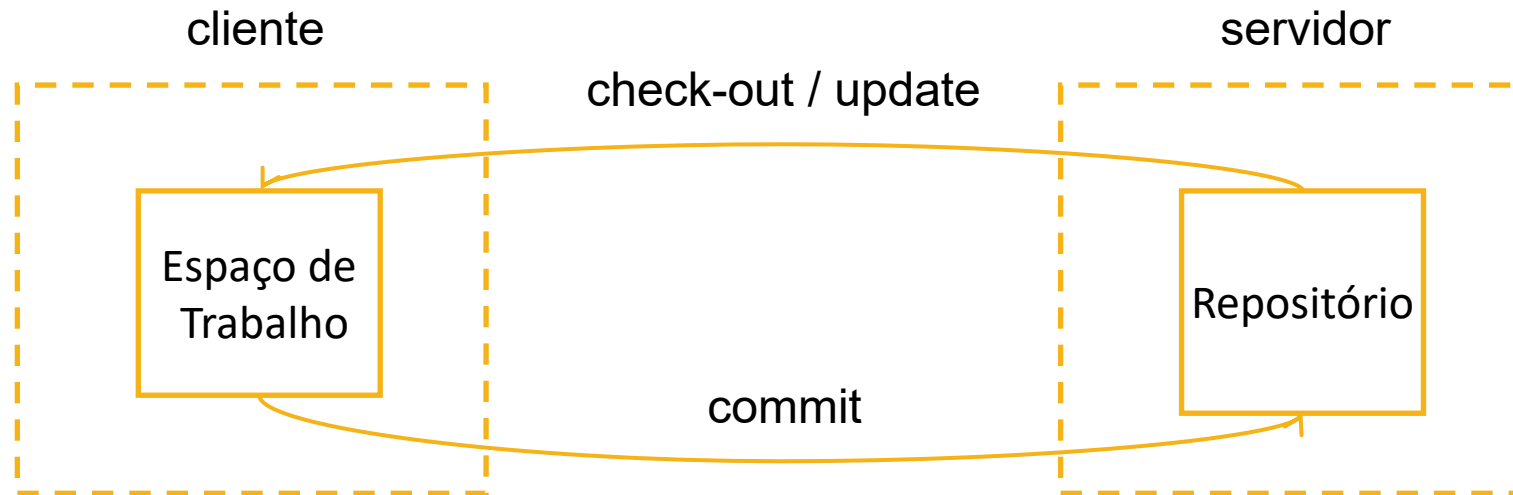 cliente
servidor
check-out / update
Espaço de
Trabalho
Repositório
commit